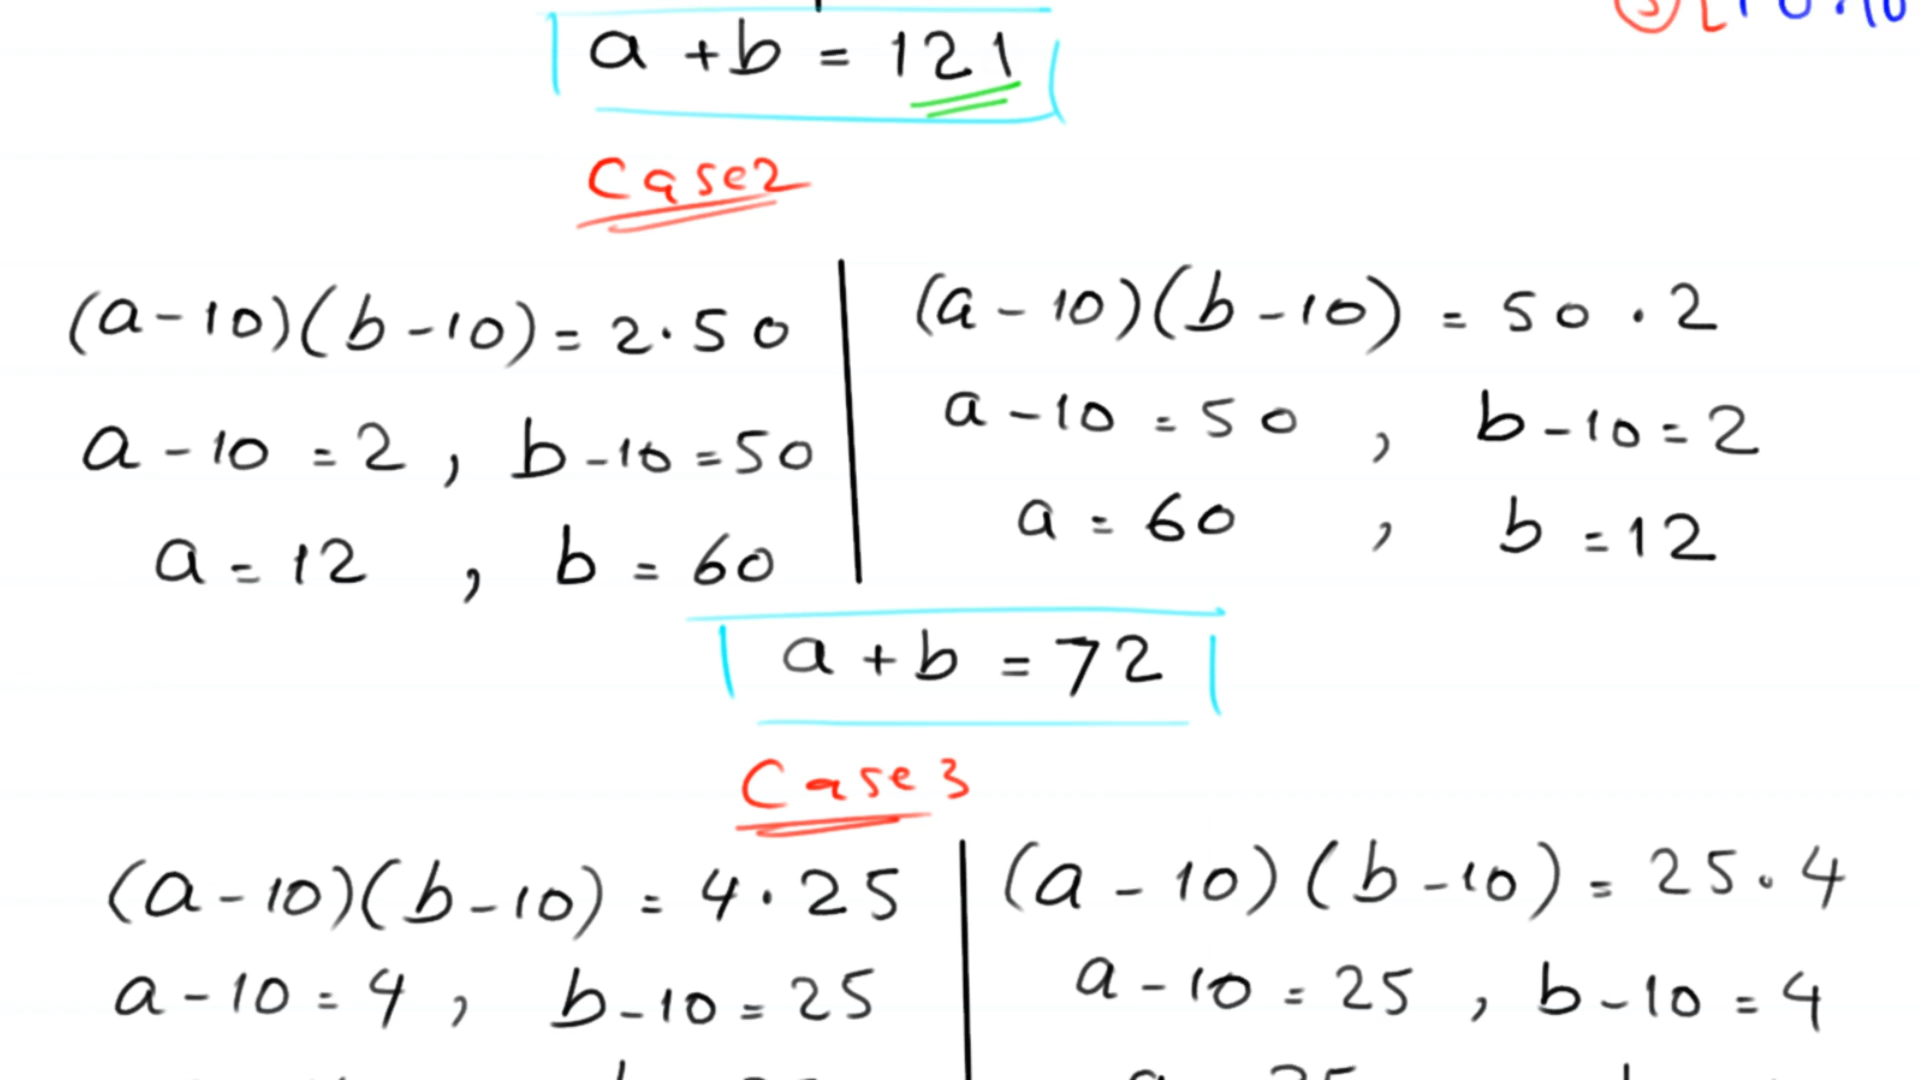 a + b = 121
Case2
(a - 10)(b - 10) = 2 · 50
a - 10 = 2 , b - 10 = 50
a = 12 , b = 60
(a - 10)(b - 10) = 50 · 2
a - 10 = 50 , b - 10 = 2
a = 60 , b = 12
a + b = 72
Case 3
(a - 10)(b - 10) = 4 · 25
a - 10 = 4 , b - 10 = 25
(a - 10)(b - 10) = 25 · 4
a - 10 = 25 , b - 10 = 4